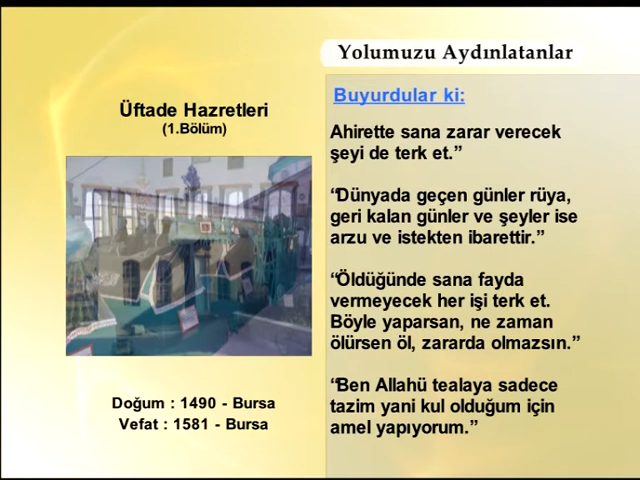 Yolumuzu Aydınlatanlar
Üftade Hazretleri
(1.Bölüm)
Doğum : 1490 - Bursa
Vefat : 1581 - Bursa
Buyurdular ki:
Ahirette sana zarar verecek
şeyi de terk et.”
“Dünyada geçen günler rüya,
geri kalan günler ve şeyler ise
arzu ve istekten ibarettir.”
“Öldüğünde sana fayda
vermeyecek her işi terk et.
Böyle yaparsan, ne zaman
ölürsen öl, zararda olmazsın.”
“Ben Allahü tealaya sadece
tazim yani kul olduğum için
amel yapıyorum.”